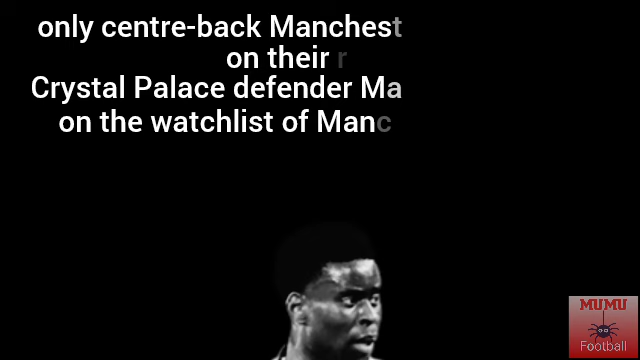 only centre-back Manchest
on their r
Crystal Palace defender Ma
on the watchlist of Manc
MUMU
Football